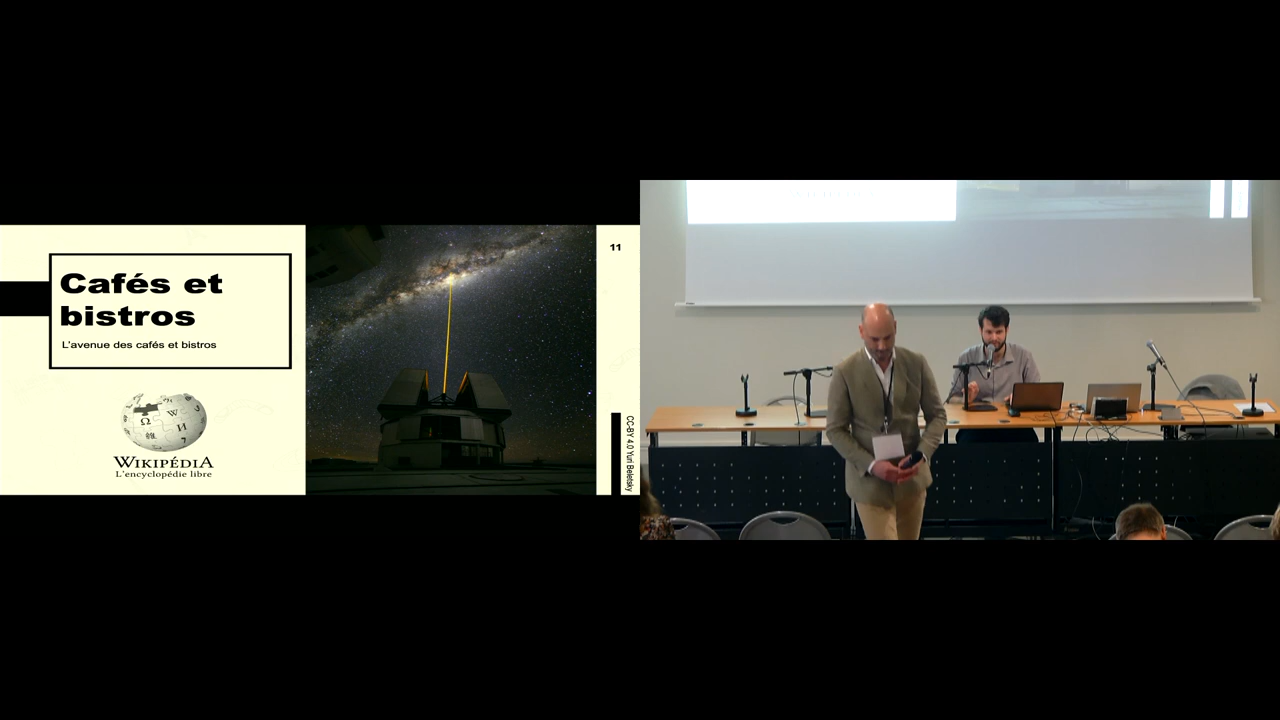 Cafés et
bistros
L'avenue des cafés et bistros
Ω
W
И
WIKIPÉDIA
L'encyclopédie libre
11
CC-BY 4.0 Yuri Beletsky